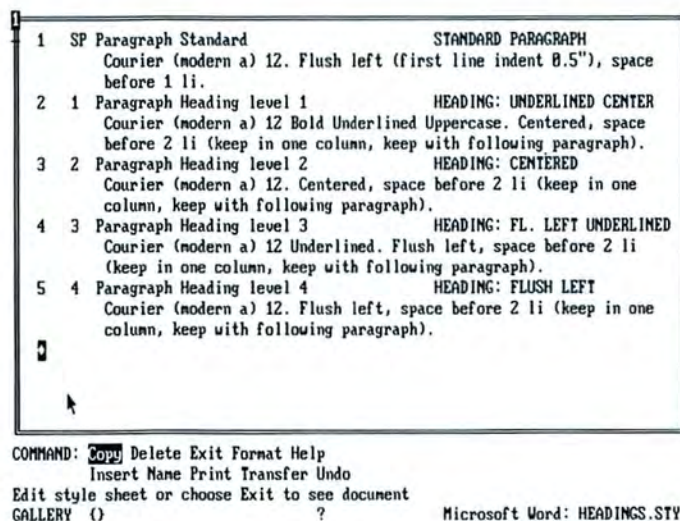 1
1 SP Paragraph Standard STANDARD PARAGRAPH
Courier (modern a) 12. Flush left (first line indent 0.5"), space
before 1 li.
2 1 Paragraph Heading level 1 HEADING: UNDERLINED CENTER
Courier (modern a) 12 Bold Underlined Uppercase. Centered, space
before 2 li (keep in one column, keep with following paragraph).
3 2 Paragraph Heading level 2 HEADING: CENTERED
Courier (modern a) 12. Centered, space before 2 li (keep in one
column, keep with following paragraph).
4 3 Paragraph Heading level 3 HEADING: FL. LEFT UNDERLINED
Courier (modern a) 12 Underlined. Flush left, space before 2 li
(keep in one column, keep with following paragraph).
5 4 Paragraph Heading level 4 HEADING: FLUSH LEFT
Courier (modern a) 12. Flush left, space before 2 li (keep in one
column, keep with following paragraph).
COMMAND: Copy Delete Exit Format Help
Insert Name Print Transfer Undo
Edit style sheet or choose Exit to see document
GALLERY {} ? Microsoft Word: HEADINGS.STY